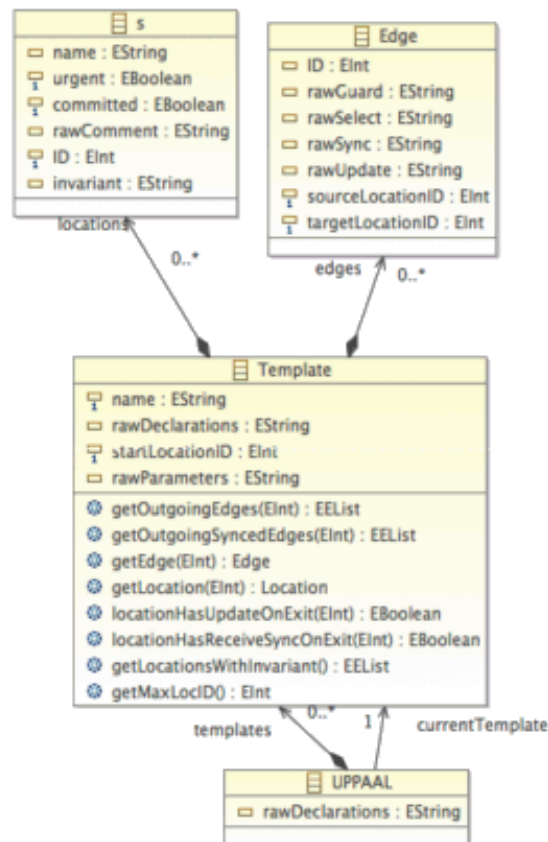 s
name : EString
urgent : EBoolean
committed : EBoolean
rawComment : EString
ID : EInt
invariant : EString
Edge
ID : EInt
rawGuard : EString
rawSelect : EString
rawSync : EString
rawUpdate : EString
sourceLocationID : EInt
targetLocationID : EInt
locations
0..*
edges
0..*
Template
name : EString
rawDeclarations : EString
startLocationID : EInt
rawParameters : EString
getOutgoingEdges(EInt) : EEList
getOutgoingSyncedEdges(EInt) : EEList
getEdge(EInt) : Edge
getLocation(EInt) : Location
locationHasUpdateOnExit(EInt) : EBoolean
locationHasReceiveSyncOnExit(EInt) : EBoolean
getLocationsWithInvariant() : EEList
getMaxLocID() : EInt
templates
0..*
1
currentTemplate
UPPAAL
rawDeclarations : EString